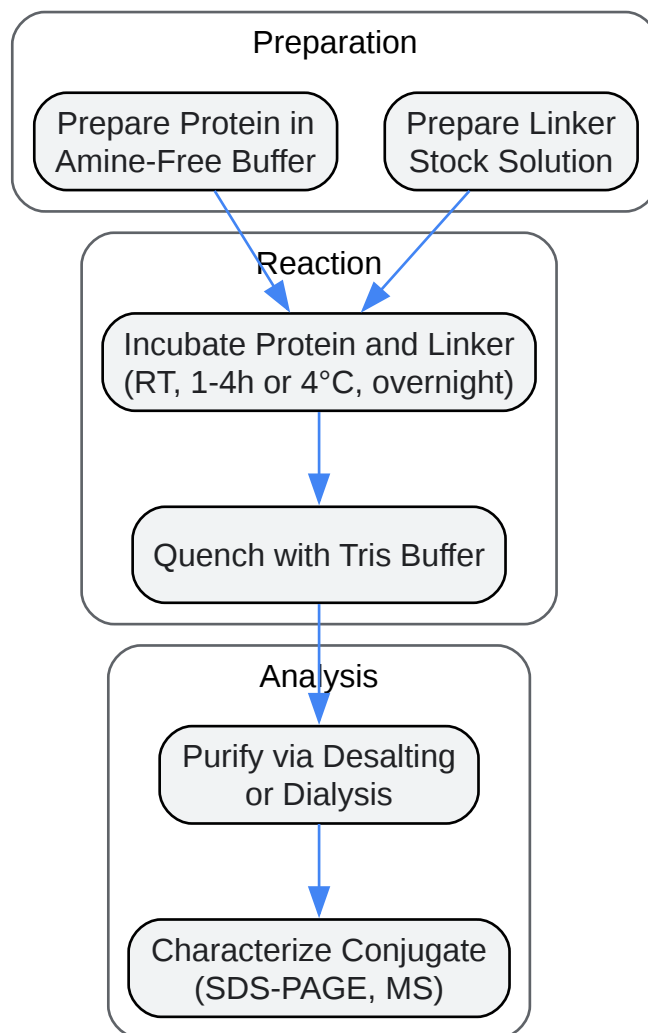 Preparation
Prepare Protein in
Amine-Free Buffer
Prepare Linker
Stock Solution
Reaction
Incubate Protein and Linker
(RT, 1-4h or 4°C, overnight)
Quench with Tris Buffer
Analysis
Purify via Desalting
or Dialysis
Characterize Conjugate
(SDS-PAGE, MS)